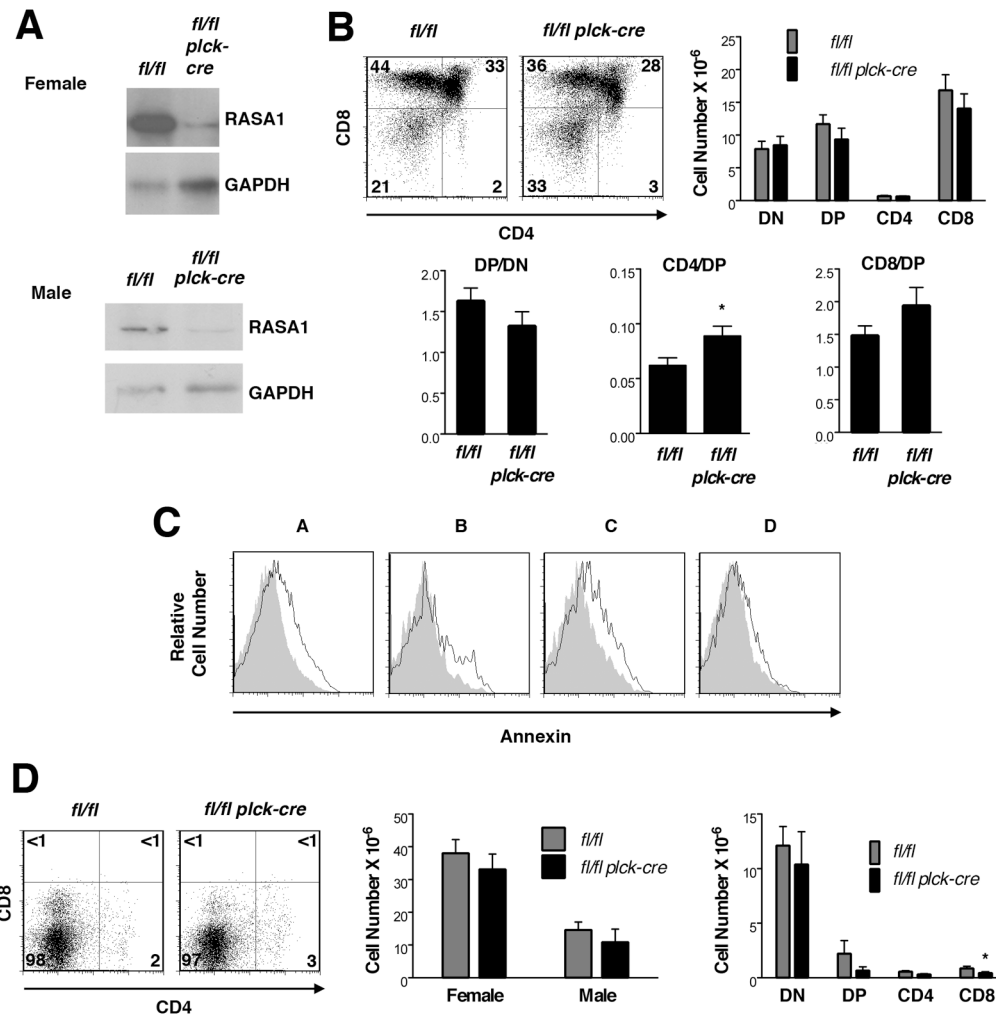 A
fl/fl
fl/fl
plck-
cre
Female
RASA1
GAPDH
Male
fl/fl
fl/fl
plck-cre
RASA1
GAPDH
B
fl/fl
fl/fl plck-cre
44
33
21
2
36
28
33
3
CD8
CD4
Cell Number X 10-6
25
20
15
10
5
0
fl/fl
fl/fl plck-cre
DN
DP
CD4
CD8
DP/DN
2.0
1.5
1.0
0.5
0.0
fl/fl
fl/fl
plck-cre
CD4/DP
0.15
0.10
0.05
0.00
*
fl/fl
fl/fl
plck-cre
CD8/DP
2.5
2.0
1.5
1.0
0.5
0.0
fl/fl
fl/fl
plck-cre
C
A
B
C
D
Relative
Cell Number
Annexin
D
fl/fl
fl/fl plck-cre
<1
<1
98
2
<1
<1
97
3
CD8
CD4
Cell Number X 10-6
50
40
30
20
10
0
fl/fl
fl/fl plck-cre
Female
Male
Cell Number X 10-6
15
10
5
0
fl/fl
fl/fl plck-cre
*
DN
DP
CD4
CD8